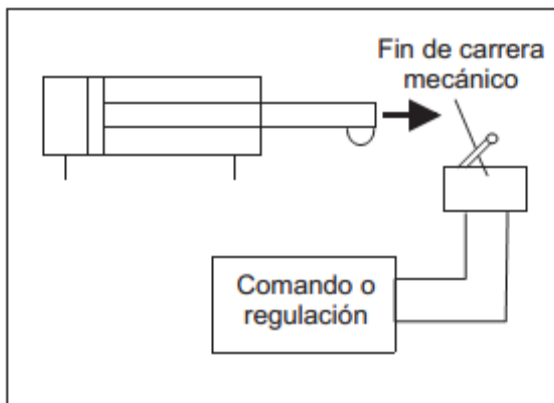 Fin de carrera
mecánico
Comando o
regulación